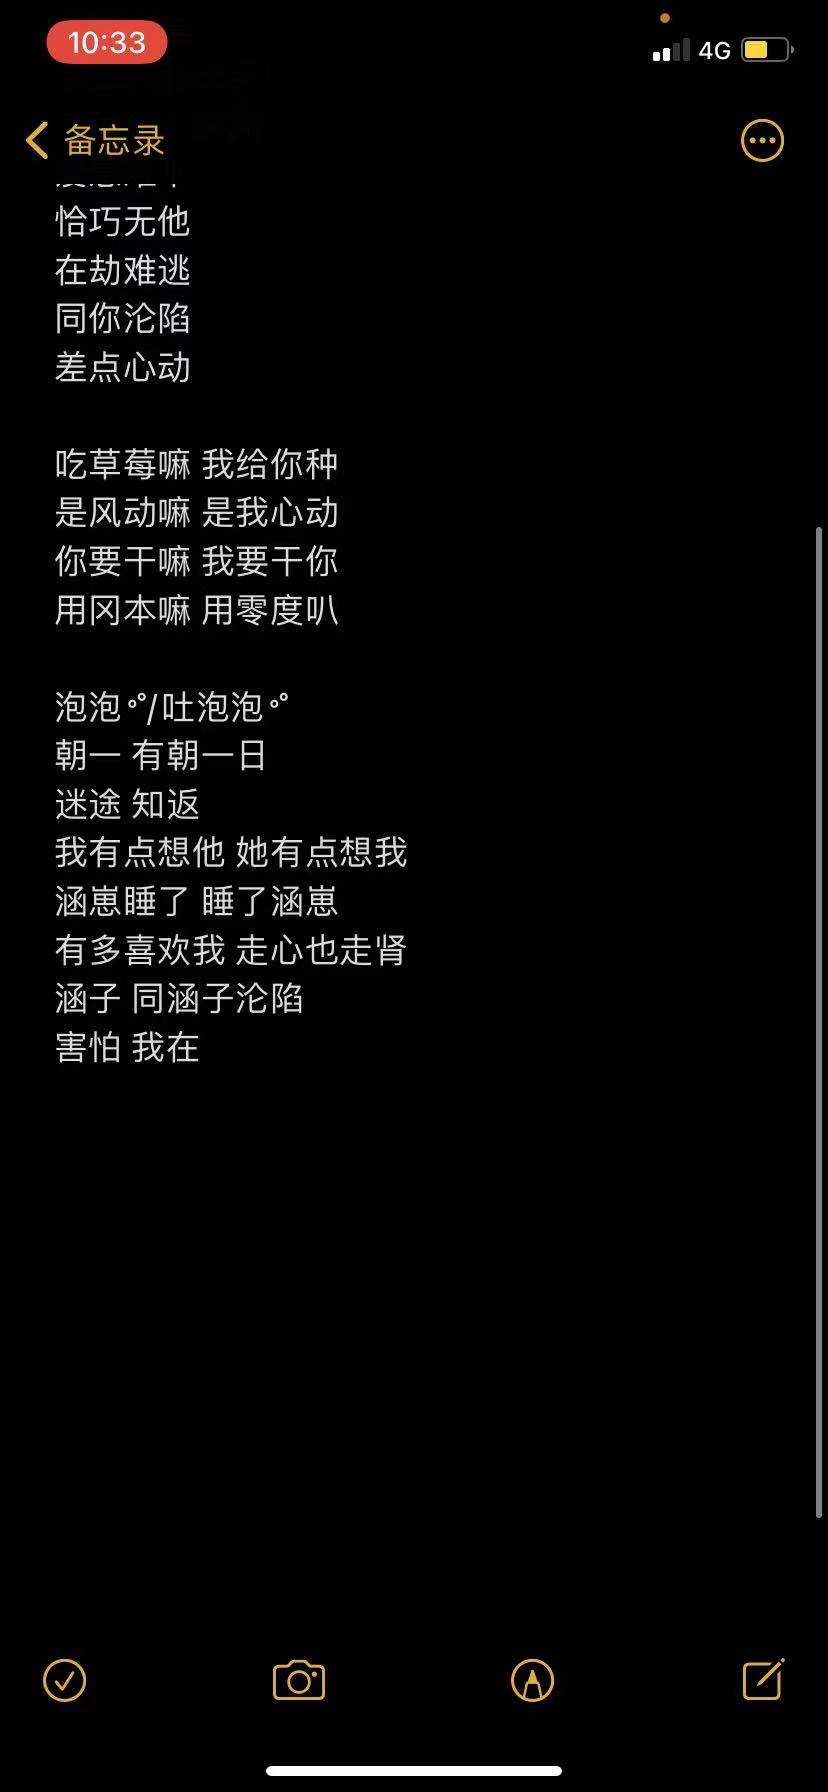 10:33
4G
备忘录
恰巧无他
在劫难逃
同你沦陷
差点心动
吃草莓嘛 我给你种
是风动嘛 是我心动
你要干嘛 我要干你
用冈本嘛 用零度叭
泡泡∘°/吐泡泡∘°
朝一 有朝一日
迷途 知返
我有点想他 她有点想我
涵崽睡了 睡了涵崽
有多喜欢我 走心也走肾
涵子 同涵子沦陷
害怕 我在